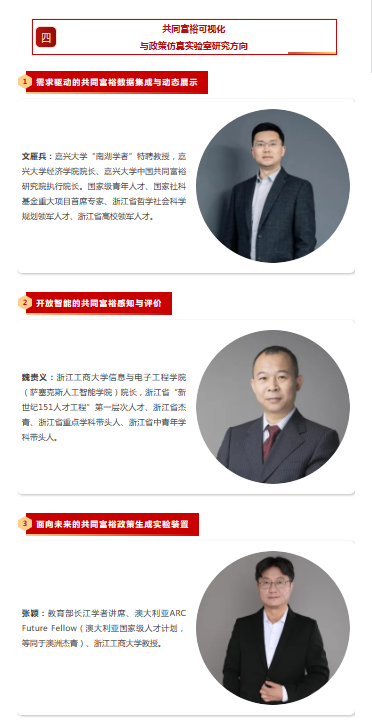 四
共同富裕可视化
与政策仿真实验室研究方向
1 需求驱动的共同富裕数据集成与动态展示
文雁兵：嘉兴大学“南湖学者”特聘教授，嘉
兴大学经济学院院长、嘉兴大学中国共同富裕
研究院执行院长。国家级青年人才、国家社科
基金重大项目首席专家、浙江省哲学社会科学
规划领军人才、浙江省高校领军人才。
2 开放智能的共同富裕感知与评价
魏贵义：浙江工商大学信息与电子工程学院
（萨塞克斯人工智能学院）院长，浙江省“新
世纪151人才工程”第一层次人才、浙江省杰
青、浙江省重点学科带头人、浙江省中青年学
科带头人。
3 面向未来的共同富裕政策生成实验装置
张颖：教育部长江学者讲席、澳大利亚ARC
Future Fellow（澳大利亚国家级人才计划，
等同于澳洲杰青）、浙江工商大学教授。